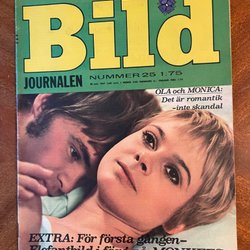 Bild
JOURNALEN
NUMMER 25 1.75
OLA och MONICA:
Det är romantik
-inte skandal
EXTRA: För första gången-